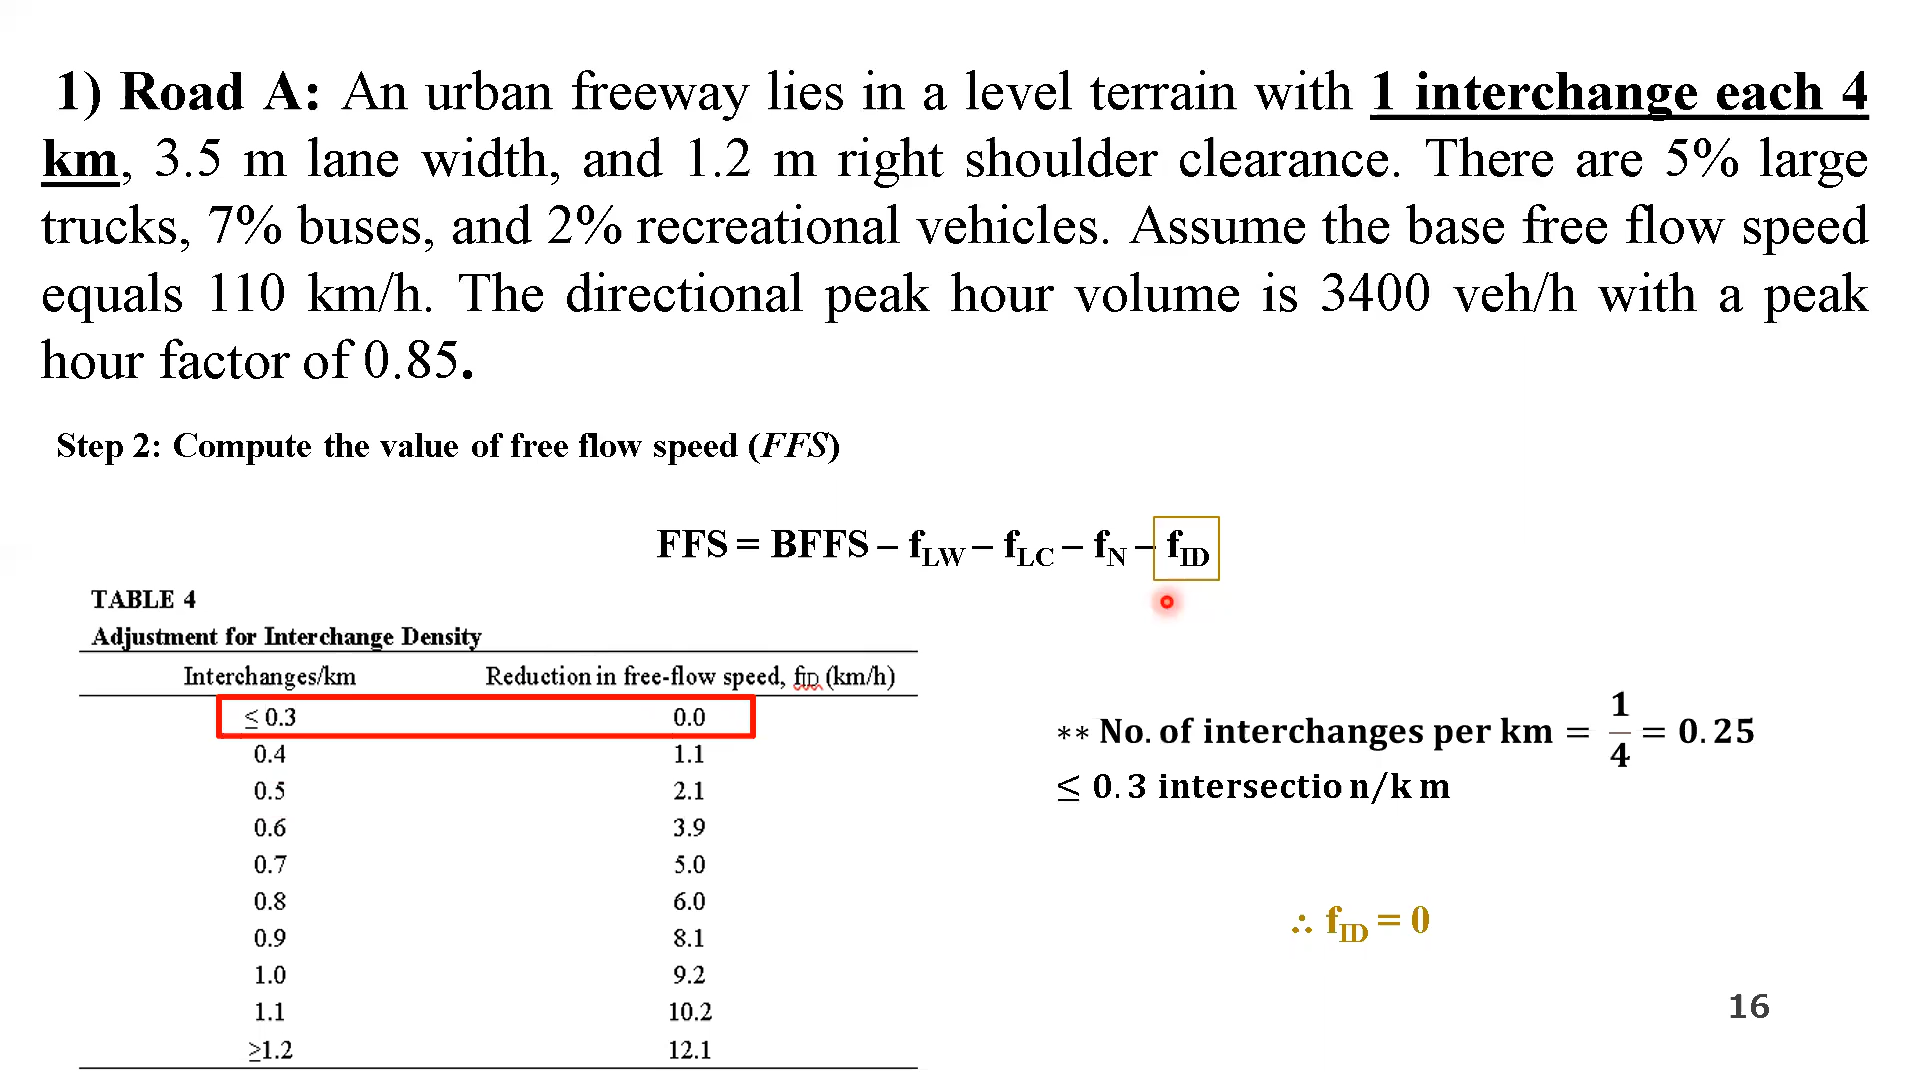 1) Road A: An urban freeway lies in a level terrain with 1 interchange each 4
km, 3.5 m lane width, and 1.2 m right shoulder clearance. There are 5% large
trucks, 7% buses, and 2% recreational vehicles. Assume the base free flow speed
equals 110 km/h. The directional peak hour volume is 3400 veh/h with a peak
hour factor of 0.85.
Step 2: Compute the value of free flow speed (FFS)
FFS = BFFS – fLW – fLC – fN – fID
TABLE 4
Adjustment for Interchange Density
Interchanges/km Reduction in free-flow speed, fID (km/h)
≤ 0.3 0.0
0.4 1.1
0.5 2.1
0.6 3.9
0.7 5.0
0.8 6.0
0.9 8.1
1.0 9.2
1.1 10.2
≥1.2 12.1
** No. of interchanges per km = 1/4 = 0.25
≤ 0.3 intersectio n/k m
∴ fID = 0
16